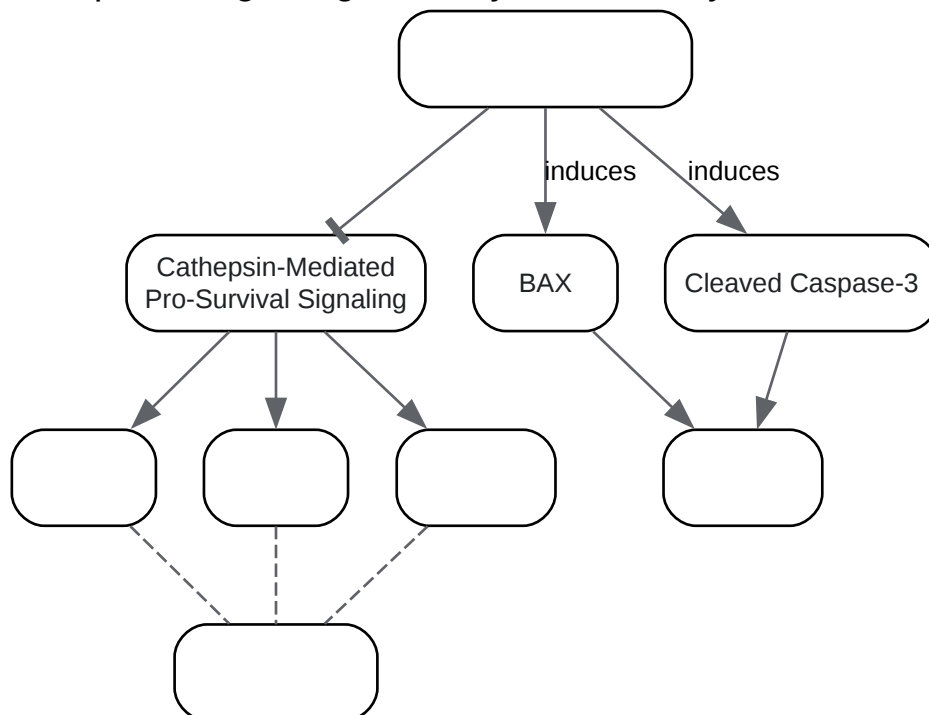 induces
induces
Cathepsin-Mediated
Pro-Survival Signaling
BAX
Cleaved Caspase-3